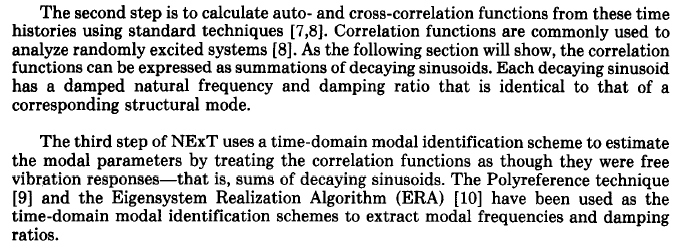 The second step is to calculate auto- and cross-correlation functions from these time
histories using standard techniques [7,8]. Correlation functions are commonly used to
analyze randomly excited systems [8]. As the following section will show, the correlation
functions can be expressed as summations of decaying sinusoids. Each decaying sinusoid
has a damped natural frequency and damping ratio that is identical to that of a
corresponding structural mode.
The third step of NExT uses a time-domain modal identification scheme to estimate
the modal parameters by treating the correlation functions as though they were free
vibration responses—that is, sums of decaying sinusoids. The Polyreference technique
[9] and the Eigensystem Realization Algorithm (ERA) [10] have been used as the
time-domain modal identification schemes to extract modal frequencies and damping
ratios.